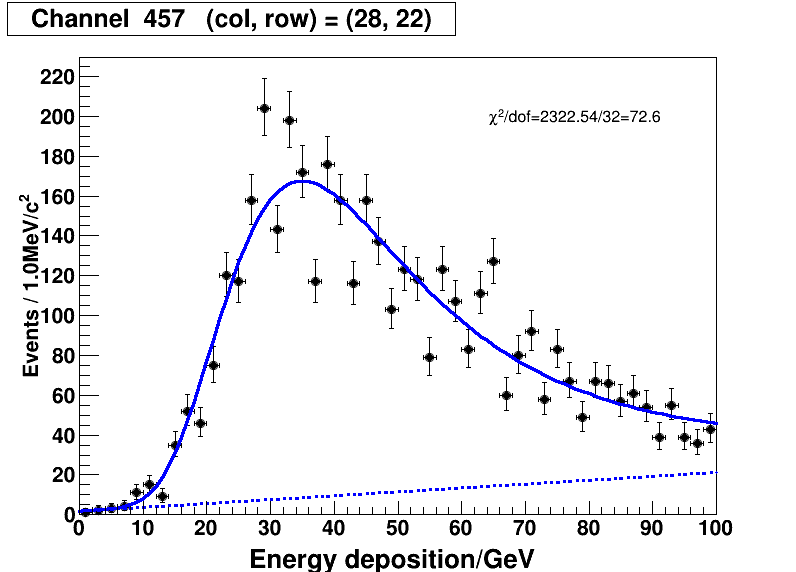 Channel 457 (col, row) = (28, 22)
χ²/dof=2322.54/32=72.6
Events / 1.0MeV/c²
220
200
180
160
140
120
100
80
60
40
20
0
0 10 20 30 40 50 60 70 80 90 100
Energy deposition/GeV